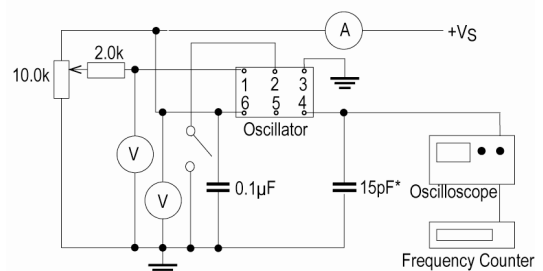 A
+VS
2.0k
10.0k
1 2 3
6 5 4
Oscillator
V
V
0.1µF
15pF*
Oscilloscope
Frequency Counter